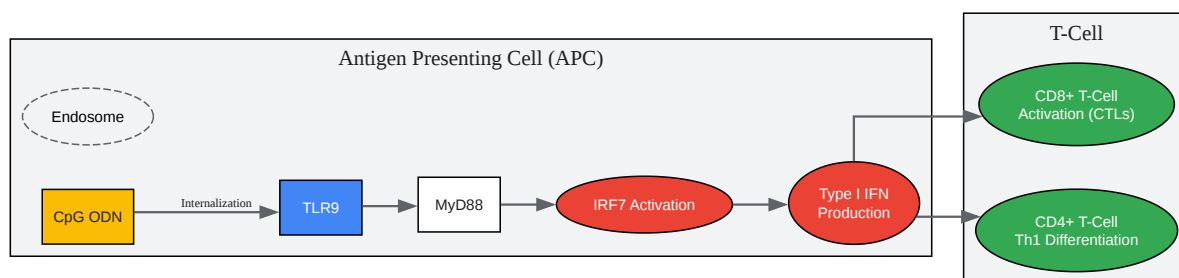 T-Cell
Antigen Presenting Cell (APC)
CD8+ T-Cell
Activation (CTLs)
Endosome
CpG ODN
Internalization
TLR9
MyD88
IRF7 Activation
Type I IFN
Production
CD4+ T-Cell
Th1 Differentiation